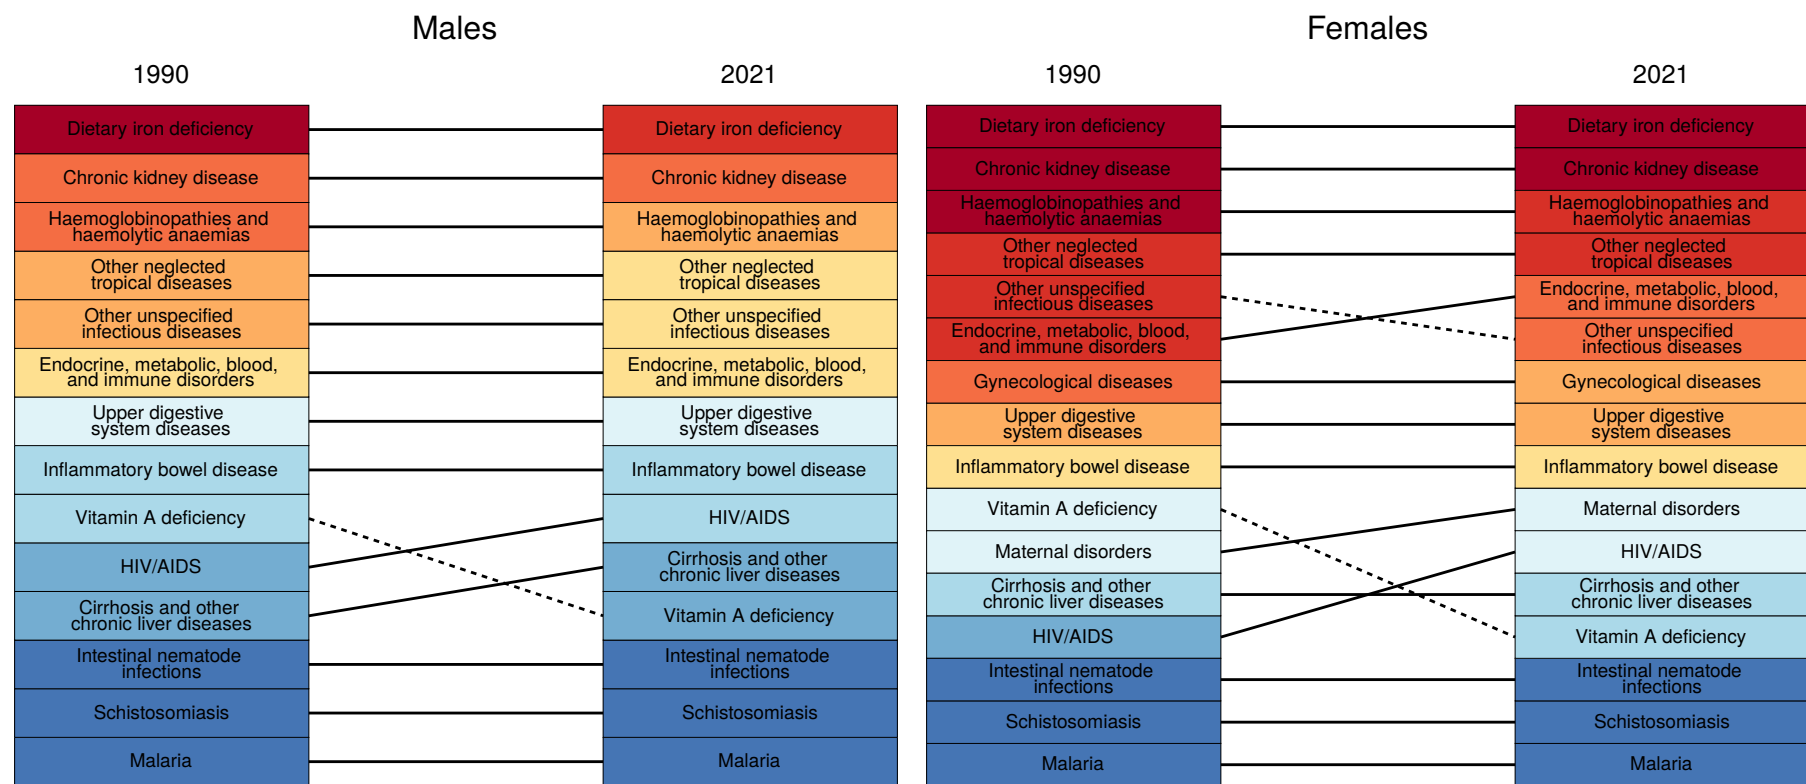 Males
1990
2021
Dietary iron deficiency
Chronic kidney disease
Haemoglobinopathies and
haemolytic anaemias
Other neglected
tropical diseases
Other unspecified
infectious diseases
Endocrine, metabolic, blood,
and immune disorders
Upper digestive
system diseases
Inflammatory bowel disease
Vitamin A deficiency
HIV/AIDS
Cirrhosis and other
chronic liver diseases
Intestinal nematode
infections
Schistosomiasis
Malaria
Dietary iron deficiency
Chronic kidney disease
Haemoglobinopathies and
haemolytic anaemias
Other neglected
tropical diseases
Other unspecified
infectious diseases
Endocrine, metabolic, blood,
and immune disorders
Upper digestive
system diseases
Inflammatory bowel disease
HIV/AIDS
Cirrhosis and other
chronic liver diseases
Vitamin A deficiency
Intestinal nematode
infections
Schistosomiasis
Malaria
Females
1990
2021
Dietary iron deficiency
Chronic kidney disease
Haemoglobinopathies and
haemolytic anaemias
Other neglected
tropical diseases
Other unspecified
infectious diseases
Endocrine, metabolic, blood,
and immune disorders
Gynecological diseases
Upper digestive
system diseases
Inflammatory bowel disease
Vitamin A deficiency
Maternal disorders
Cirrhosis and other
chronic liver diseases
HIV/AIDS
Intestinal nematode
infections
Schistosomiasis
Malaria
Dietary iron deficiency
Chronic kidney disease
Haemoglobinopathies and
haemolytic anaemias
Other neglected
tropical diseases
Endocrine, metabolic, blood,
and immune disorders
Other unspecified
infectious diseases
Gynecological diseases
Upper digestive
system diseases
Inflammatory bowel disease
Maternal disorders
HIV/AIDS
Cirrhosis and other
chronic liver diseases
Vitamin A deficiency
Intestinal nematode
infections
Schistosomiasis
Malaria